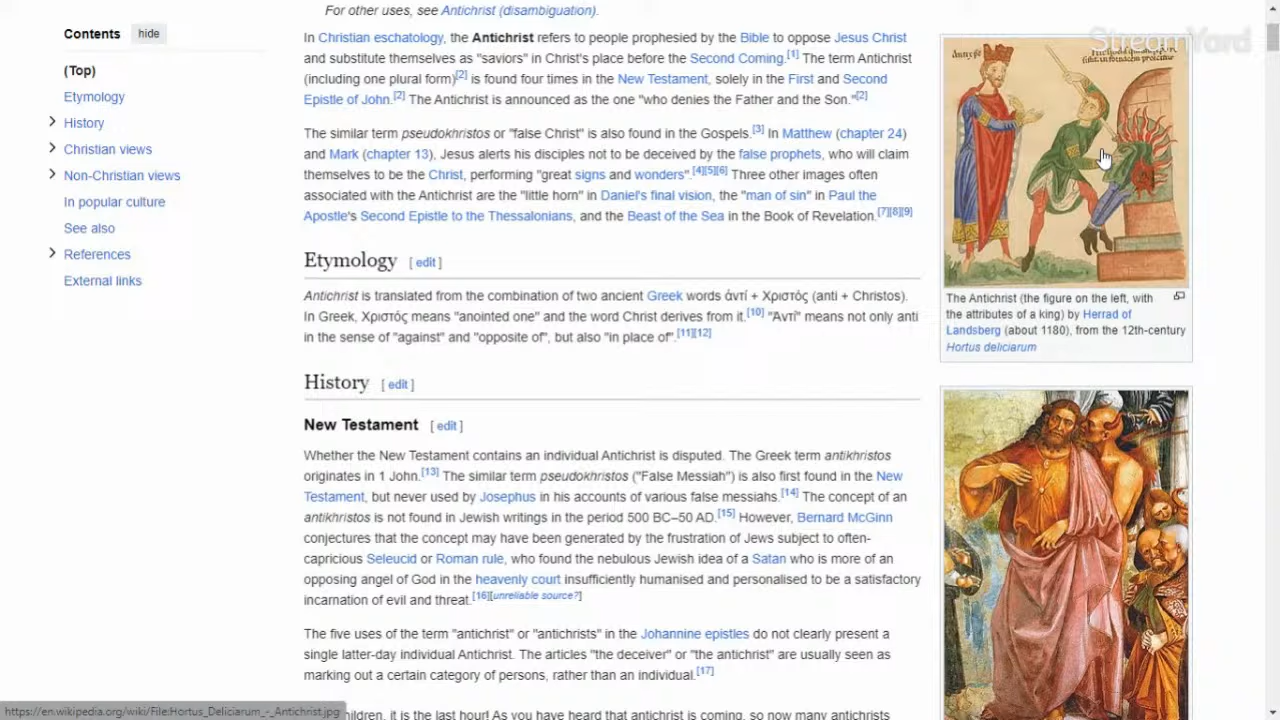 For other uses, see Antichrist (disambiguation).
StreamYard
Contents hide
(Top)
Etymology
History
Christian views
Non-Christian views
In popular culture
See also
References
External links
In Christian eschatology, the Antichrist refers to people prophesied by the Bible to oppose Jesus Christ
and substitute themselves as "saviors" in Christ's place before the Second Coming.[1] The term Antichrist
(including one plural form)[2] is found four times in the New Testament, solely in the First and Second
Epistle of John.[2] The Antichrist is announced as the one "who denies the Father and the Son."[2]
The similar term pseudokhristos or "false Christ" is also found in the Gospels.[3] In Matthew (chapter 24)
and Mark (chapter 13), Jesus alerts his disciples not to be deceived by the false prophets, who will claim
themselves to be the Christ, performing "great signs and wonders".[4][5][6] Three other images often
associated with the Antichrist are the "little horn" in Daniel's final vision, the "man of sin" in Paul the
Apostle's Second Epistle to the Thessalonians, and the Beast of the Sea in the Book of Revelation.[7][8][9]
Etymology [ edit ]
Antichrist is translated from the combination of two ancient Greek words ἀντί + Χριστός (anti + Christos).
In Greek, Χριστός means "anointed one" and the word Christ derives from it.[10] "Ἀντί" means not only anti
in the sense of "against" and "opposite of", but also "in place of".[11][12]
History [ edit ]
New Testament [ edit ]
Whether the New Testament contains an individual Antichrist is disputed. The Greek term antikhristos
originates in 1 John.[13] The similar term pseudokhristos ("False Messiah") is also first found in the New
Testament, but never used by Josephus in his accounts of various false messiahs.[14] The concept of an
antikhristos is not found in Jewish writings in the period 500 BC–50 AD.[15] However, Bernard McGinn
conjectures that the concept may have been generated by the frustration of Jews subject to often-
capricious Seleucid or Roman rule, who found the nebulous Jewish idea of a Satan who is more of an
opposing angel of God in the heavenly court insufficiently humanised and personalised to be a satisfactory
incarnation of evil and threat.[16][unreliable source?]
The five uses of the term "antichrist" or "antichrists" in the Johannine epistles do not clearly present a
single latter-day individual Antichrist. The articles "the deceiver" or "the antichrist" are usually seen as
marking out a certain category of persons, rather than an individual.[17]
it is the last hour! As you have heard that antichrist is coming, so now many antichrists
The Antichrist (the figure on the left, with
the attributes of a king) by Herrad of
Landsberg (about 1180), from the 12th-century
Hortus deliciarum
https://en.wikipedia.org/wiki/File:Hortus_Deliciarum_-_Antichrist.jpg